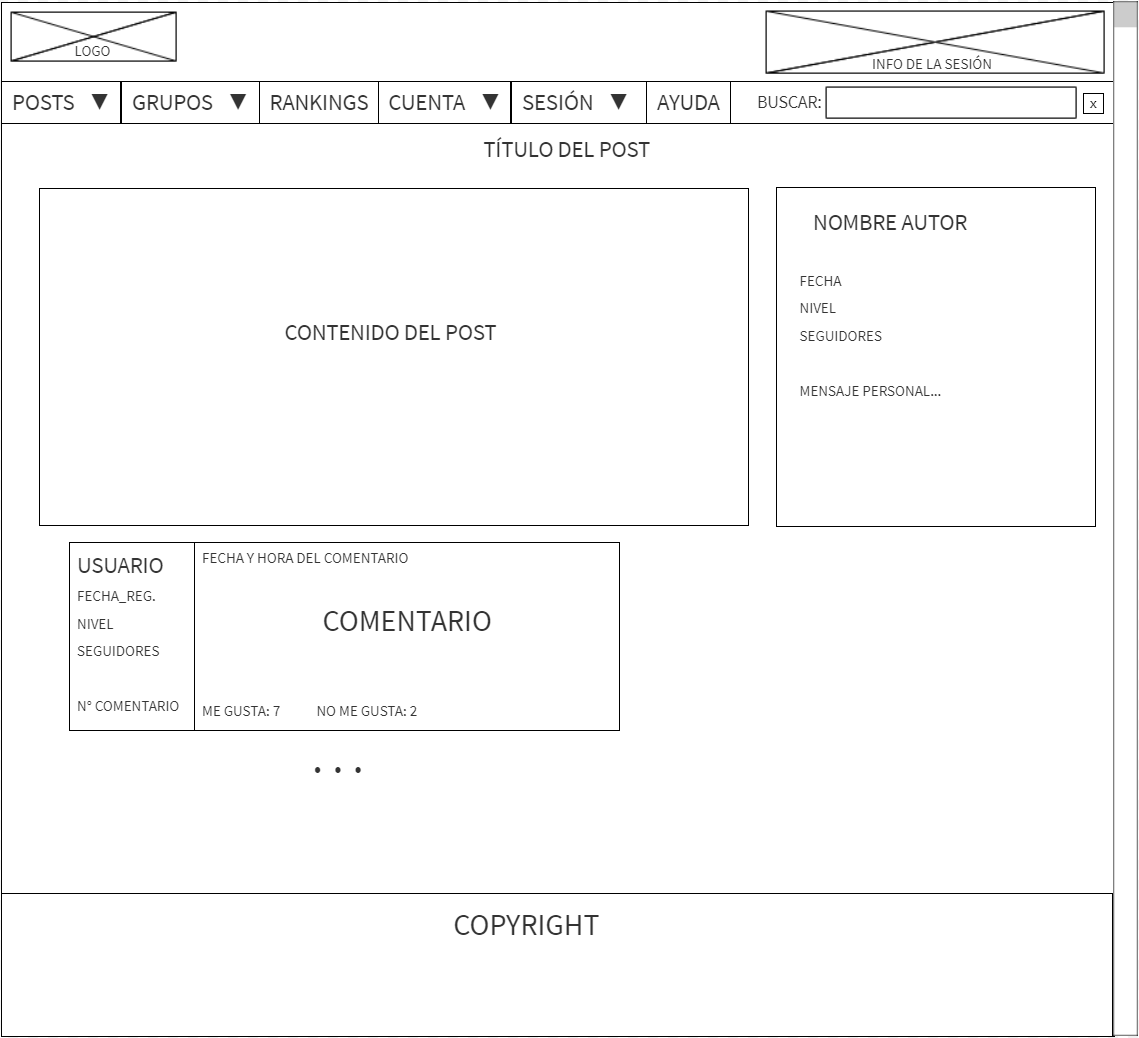 LOGO
INFO DE LA SESIÓN
POSTS ▼ GRUPOS ▼ RANKINGS CUENTA ▼ SESIÓN ▼ AYUDA BUSCAR: x
TÍTULO DEL POST
CONTENIDO DEL POST
NOMBRE AUTOR
FECHA
NIVEL
SEGUIDORES
MENSAJE PERSONAL...
USUARIO
FECHA_REG.
NIVEL
SEGUIDORES
N° COMENTARIO
FECHA Y HORA DEL COMENTARIO
COMENTARIO
ME GUSTA: 7 NO ME GUSTA: 2
• • •
COPYRIGHT